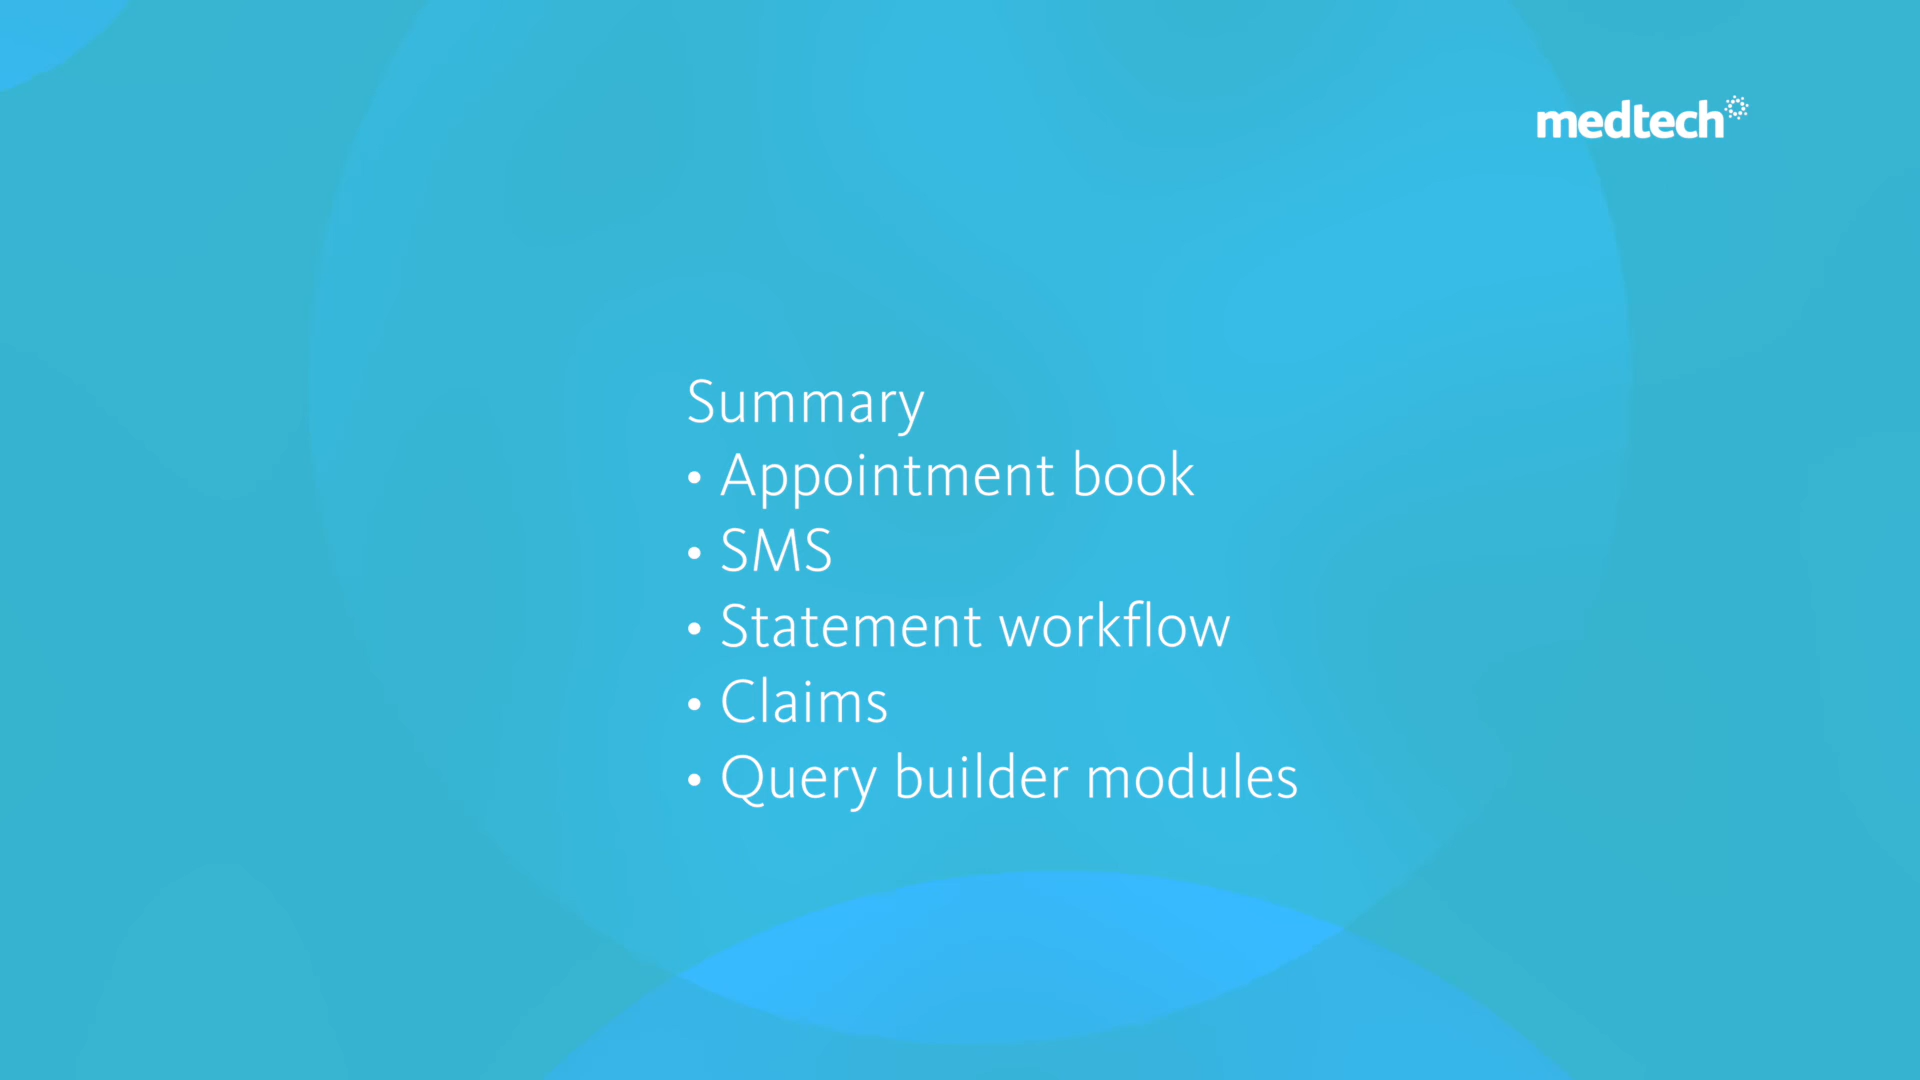 medtech
Summary
• Appointment book
• SMS
• Statement workflow
• Claims
• Query builder modules